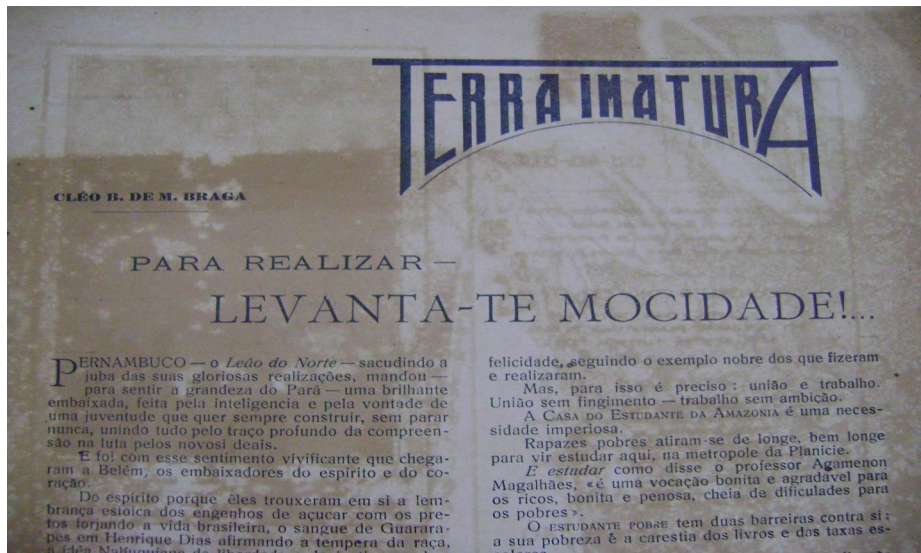 TERRA IMATURA
CLÉO B. DE M. BRAGA
PARA REALIZAR —
LEVANTA-TE MOCIDADE!...
PERNAMBUCO — o Leão do Norte — sacudindo a
juba das suas gloriosas realizações, mandou —
para sentir a grandeza do Pará — uma brilhante
embaixada, feita pela inteligencia e pela vontade de
uma juventude que quer sempre construir, sem parar
nunca, unindo tudo pelo traço profundo da compreen-
são na luta pelos novosi deais.
E foi com esse sentimento vivificante que chega-
ram a Belém, os embaixadores do espirito e do co-
ração.
Do espírito porque êles trouxeram em si a lem-
brança estoica dos engenhos de açucar com os pre-
tos forjando a vida brasileira, o sangue de Guarara-
pes em Henrique Dias afirmando a tempera da raça,
a idéa Nabuquiana de liberdade
felicidade, seguindo o exemplo nobre dos que fizeram
e realizaram.
Mas, para isso é preciso : união e trabalho.
União sem fingimento — trabalho sem ambição.
A CASA DO ESTUDANTE DA AMAZONIA é uma neces-
sidade imperiosa.
Rapazes pobres atiram-se de longe, bem longe
para vir estudar aqui, na metropole da Planicie.
E estudar como disse o professor Agamenon
Magalhães, «é uma vocação bonita e agradável para
os ricos, bonita e penosa, cheia de dificulades para
os pobres».
O ESTUDANTE POBRE tem duas barreiras contra si :
a sua pobreza é a carestia dos livros e das taxas es-